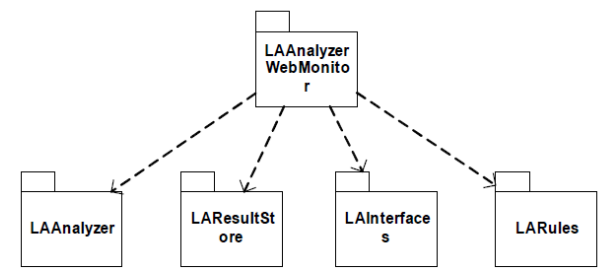 LAAnalyzer
WebMonito
r
LAAnalyzer
LAResultSt
ore
LAInterface
s
LARules